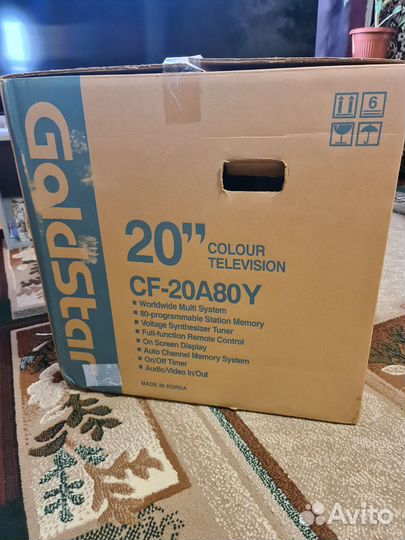 GoldStar
6
20”
COLOUR
TELEVISION
CF-20A80Y
Worldwide Multi System
80-programmable Station Memory
Voltage Synthesizer Tuner
Full-function Remote Control
On Screen Display
Auto Channel Memory System
On/Off Timer
Audio/Video In/Out
MADE IN KOREA
Avito